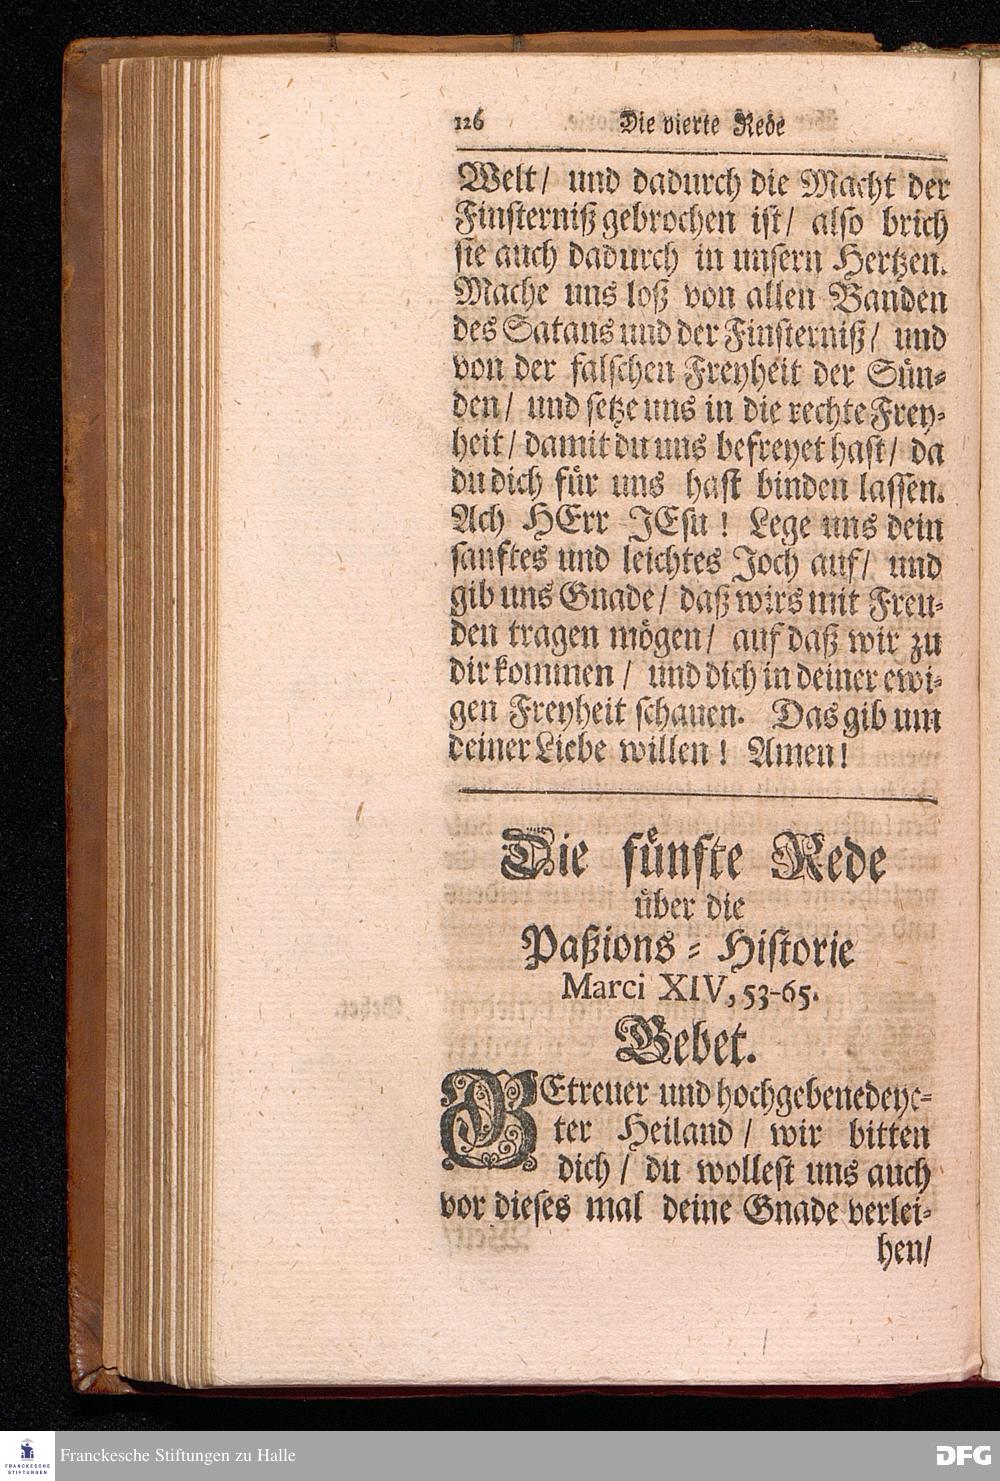 126 Die vierte Rede
Welt/ und dadurch die Macht der
Finsterniß gebrochen ist/ also brich
sie auch dadurch in unsern Hertzen.
Mache uns loß von allen Banden
des Satans und der Finsterniß/ und
von der falschen Freyheit der Sün-
den/ und setze uns in die rechte Frey-
heit/ damit du uns befreyet hast/ da
du dich für uns hast binden lassen.
Ach HErr JEsu! Lege uns dein
sanftes und leichtes Joch auf/ und
gib uns Gnade/ daß wirs mit Freu-
den tragen mögen/ auf daß wir zu
dir kommen/ und dich in deiner ewi-
gen Freyheit schauen. Das gib um
deiner Liebe willen! Amen!
Die fünfte Rede
über die
Paßions-Historie
Marci XIV, 53-65.
Gebet.
GEtreuer und hochgebenedeye-
ter Heiland/ wir bitten
dich/ du wollest uns auch
vor dieses mal deine Gnade verlei-
hen/
FRANCKESCHE
STIFTUNGEN
Franckesche Stiftungen zu Halle
DFG